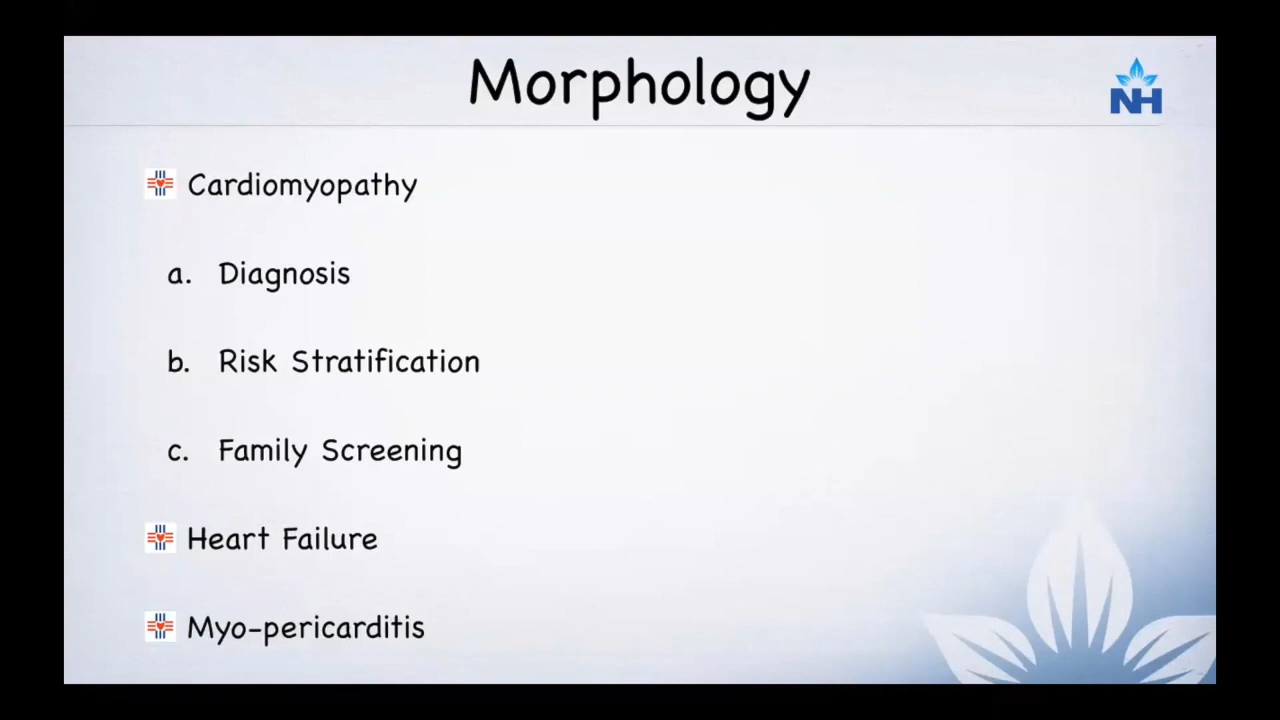 Morphology
NH
Cardiomyopathy
a. Diagnosis
b. Risk Stratification
c. Family Screening
Heart Failure
Myo-pericarditis